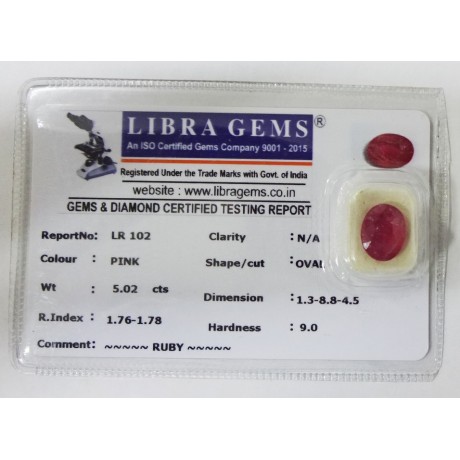 LIBRA GEMS ®
An ISO Certified Gems Company 9001 - 2015
Registered Under the Trade Marks with Govt. of India
website : www.libragems.co.in
GEMS & DIAMOND CERTIFIED TESTING REPORT
ReportNo: LR 102 Clarity : N/A
Colour : PINK Shape/cut : OVAL
Wt : 5.02 cts Dimension : 1.3-8.8-4.5
R.Index : 1.76-1.78 Hardness : 9.0
Comment: ~~~~~ RUBY ~~~~~